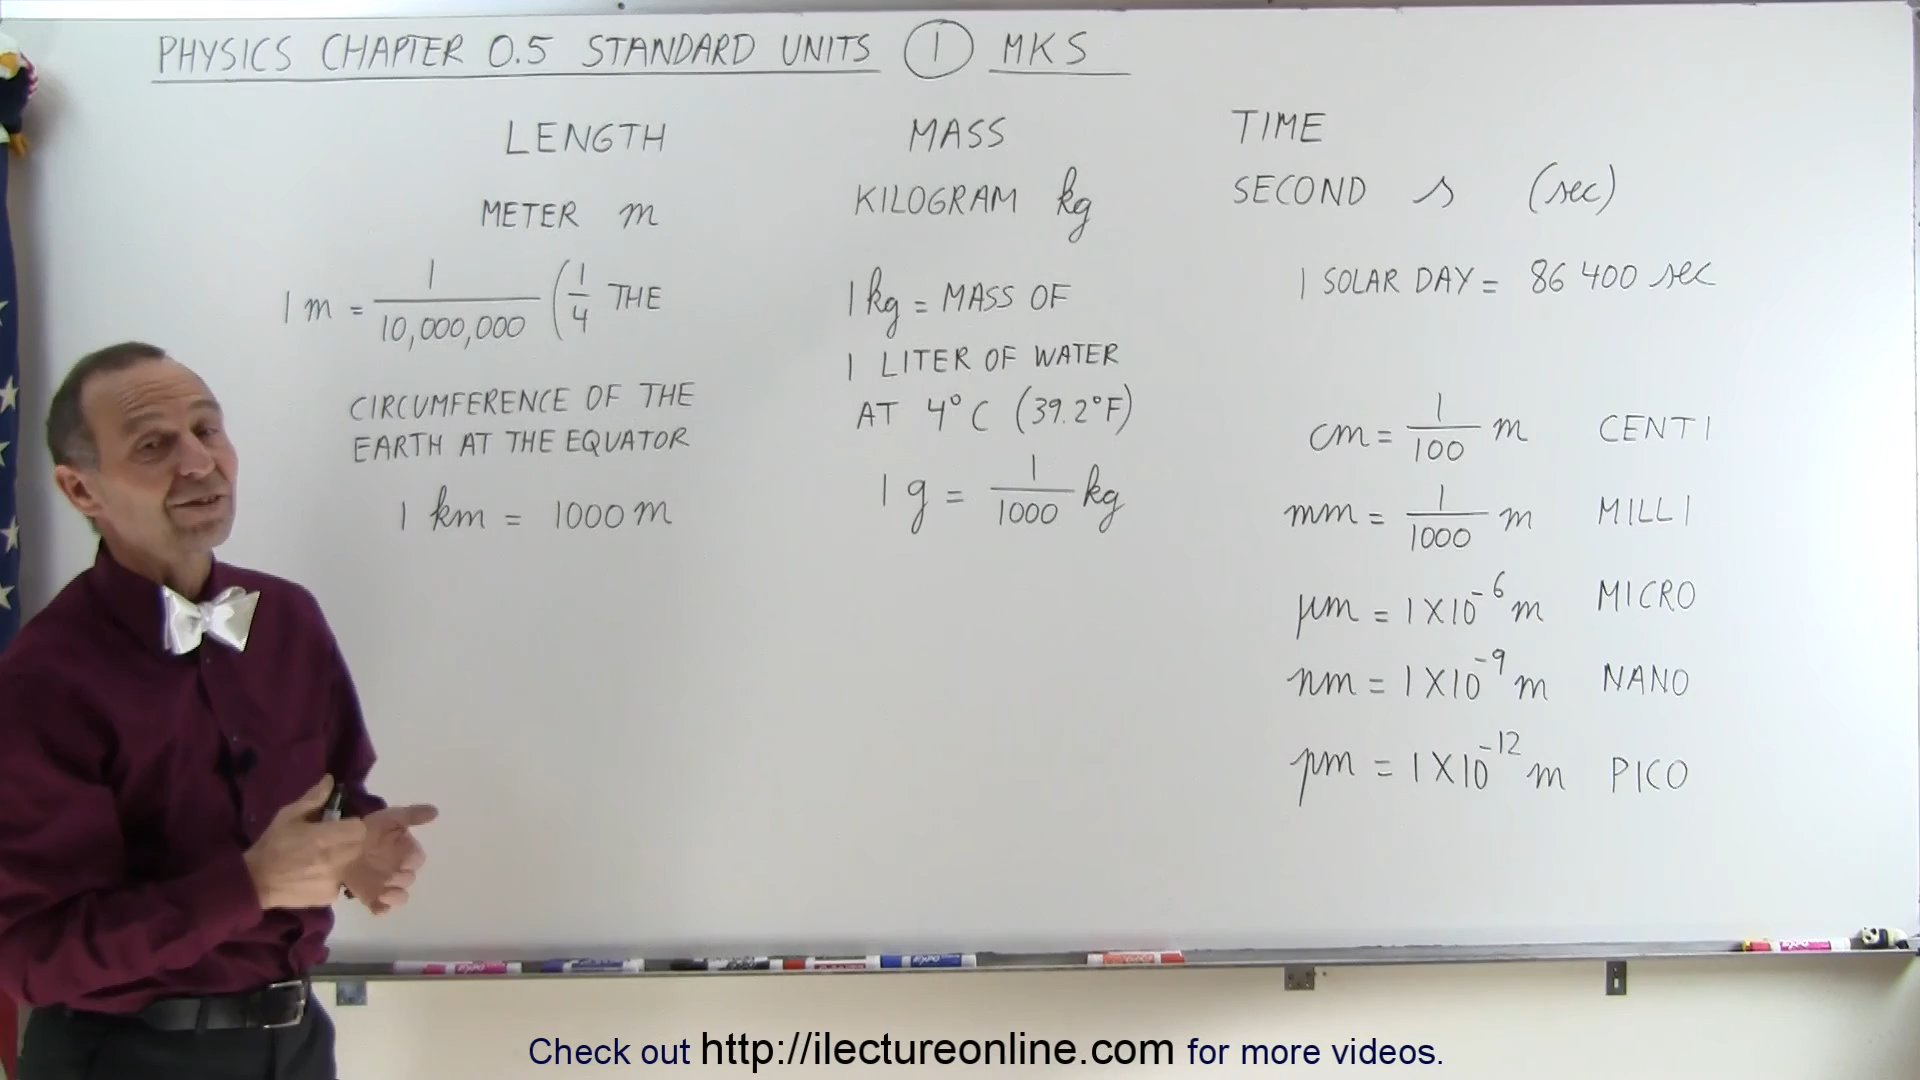 PHYSICS CHAPTER 0.5 STANDARD UNITS 1 MKS
LENGTH
METER m
1 m = 1/10,000,000 (1/4 THE
CIRCUMFERENCE OF THE
EARTH AT THE EQUATOR
1 km = 1000 m
MASS
KILOGRAM kg
1 kg = MASS OF
1 LITER OF WATER
AT 4°C (39.2°F)
1 g = 1/1000 kg
TIME
SECOND s (sec)
1 SOLAR DAY = 86 400 sec
cm = 1/100 m CENTI
mm = 1/1000 m MILLI
µm = 1X10^-6 m MICRO
nm = 1X10^-9 m NANO
pm = 1X10^-12 m PICO
Check out http://ilectureonline.com for more videos.